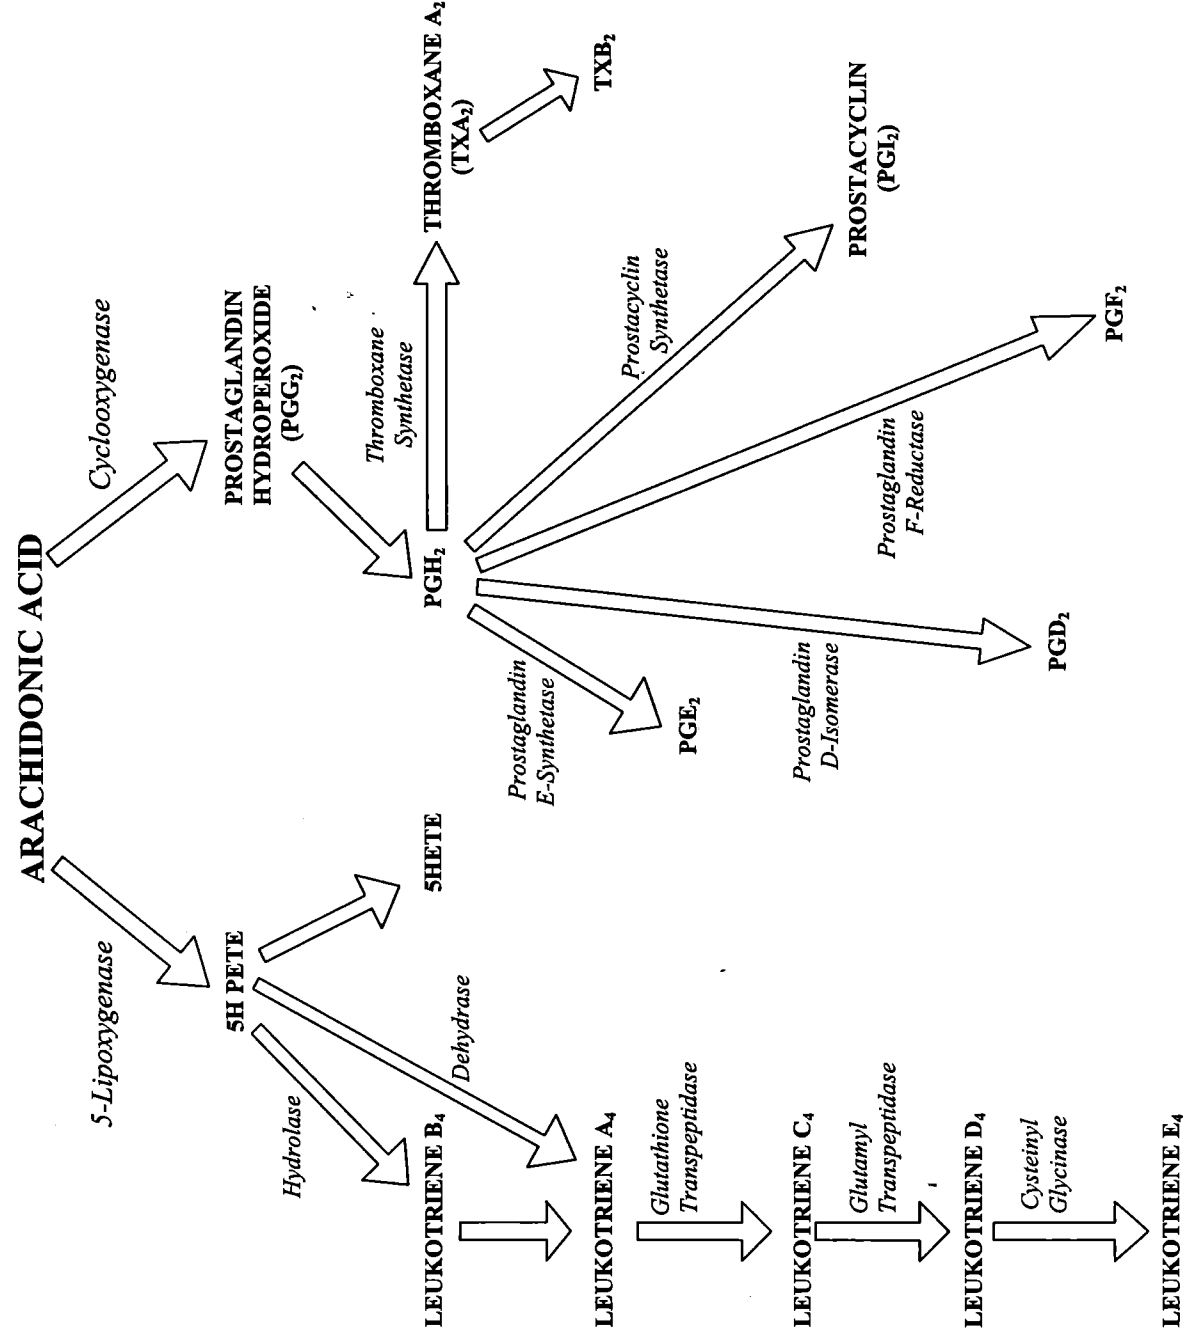 ARACHIDONIC ACID
5-Lipoxygenase
Cyclooxygenase
5H PETE
PROSTAGLANDIN
HYDROPEROXIDE
(PGG₂)
Hydrolase
Dehydrase
5HETE
Thromboxane
Synthetase
PGH₂
THROMBOXANE A₂
(TXA₂)
TXB₂
LEUKOTRIENE B₄
LEUKOTRIENE A₄
Prostaglandin
E-Synthetase
PGE₂
Prostacyclin
Synthetase
PROSTACYCLIN
(PGI₂)
Glutathione
Transpeptidase
LEUKOTRIENE C₄
Prostaglandin
D-Isomerase
PGD₂
Prostaglandin
F-Reductase
PGF₂
Glutamyl
Transpeptidase
LEUKOTRIENE D₄
Cysteinyl
Glycinase
LEUKOTRIENE E₄